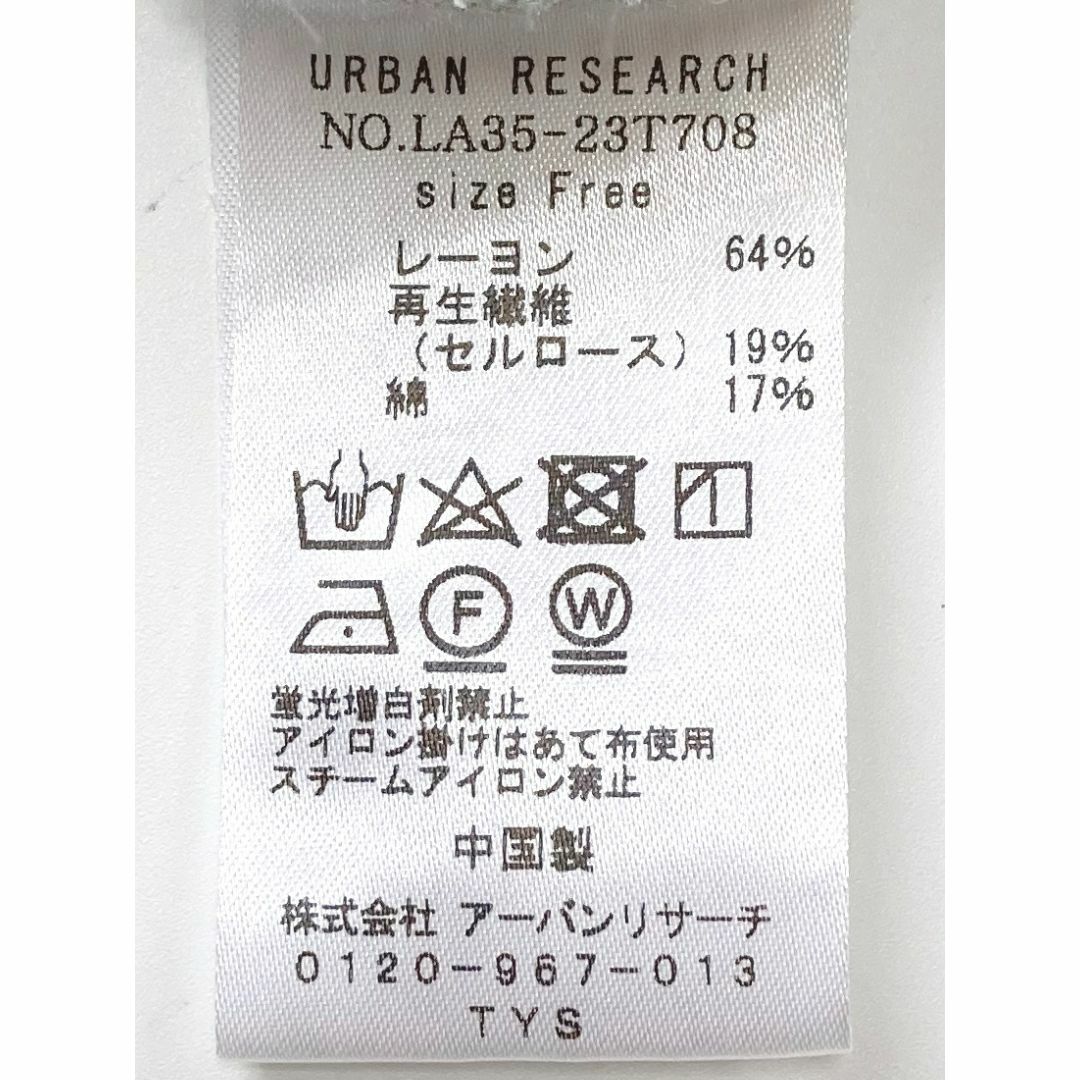 URBAN RESEARCH
NO.LA35-23T708
size Free
レーヨン 64%
再生繊維
(セルロース) 19%
綿 17%
F W
蛍光増白剤禁止
アイロン掛けはあて布使用
スチームアイロン禁止
中国製
株式会社 アーバンリサーチ
0120-967-013
TYS